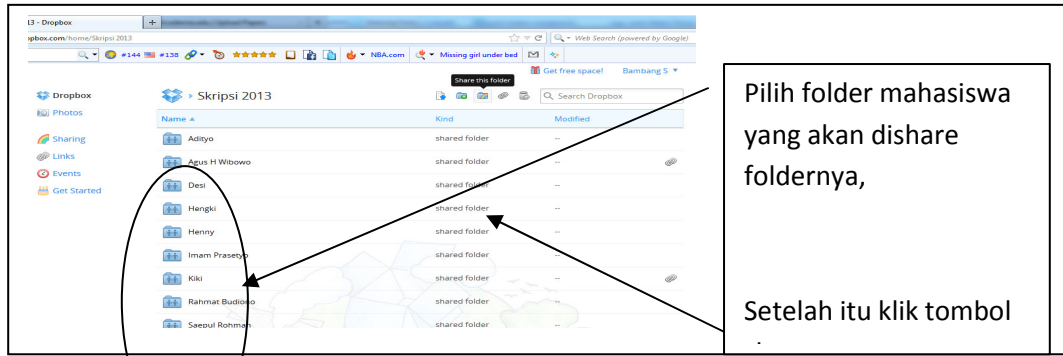 13 - Dropbox
pbox.com/home/Skripsi 2013
Web Search (powered by Google)
#144 #138 NBA.com Missing girl under bed
Get free space! Bambang S
Share this folder
Dropbox
Skripsi 2013
Search Dropbox
Photos
Name Kind Modified
Sharing
Links
Events
Get Started
Adityo shared folder --
Agus H Wibowo shared folder --
Desi shared folder --
Hengki shared folder --
Henny shared folder --
Imam Prasetyo shared folder --
Kiki shared folder --
Rahmat Budiono shared folder --
Saepul Rohman shared folder --
Pilih folder mahasiswa
yang akan dishare
foldernya,
Setelah itu klik tombol